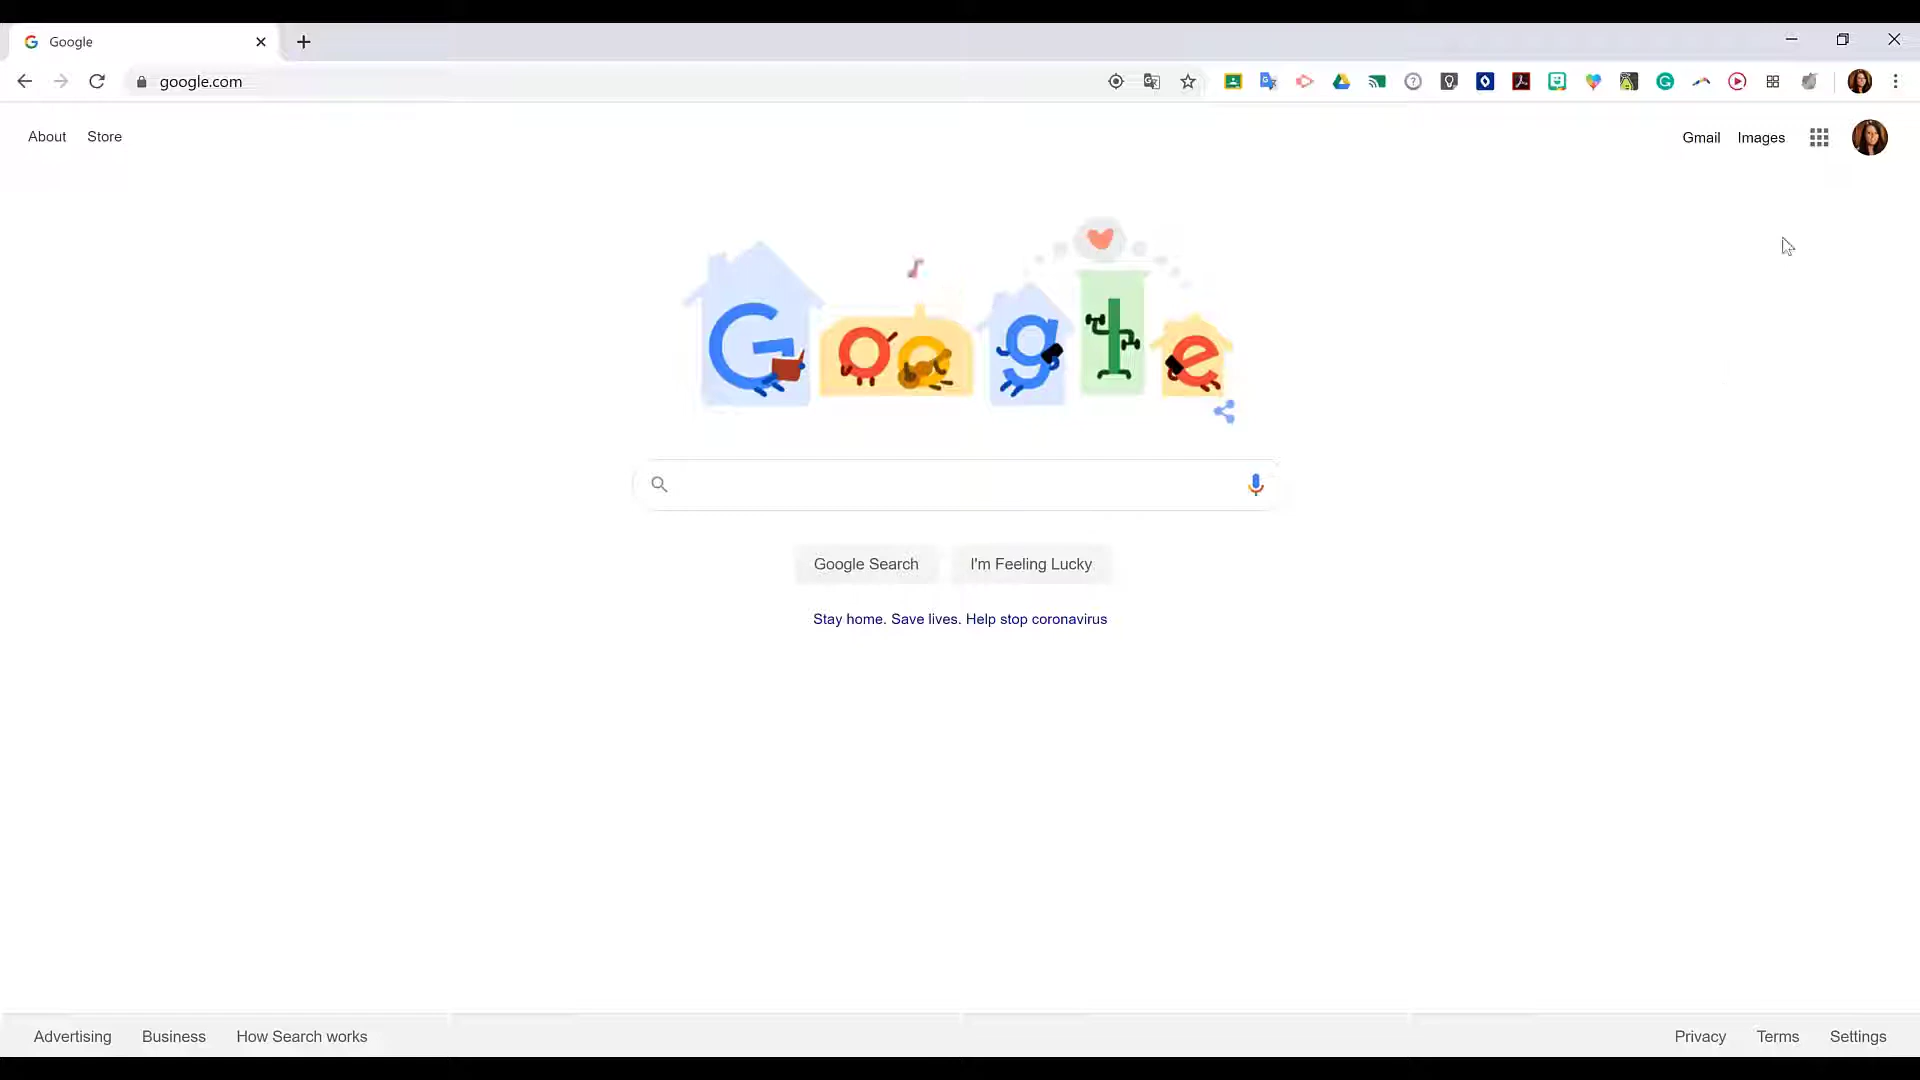 Google
google.com
About Store
Gmail Images
Google
Google Search I'm Feeling Lucky
Stay home. Save lives. Help stop coronavirus
Advertising Business How Search works
Privacy Terms Settings